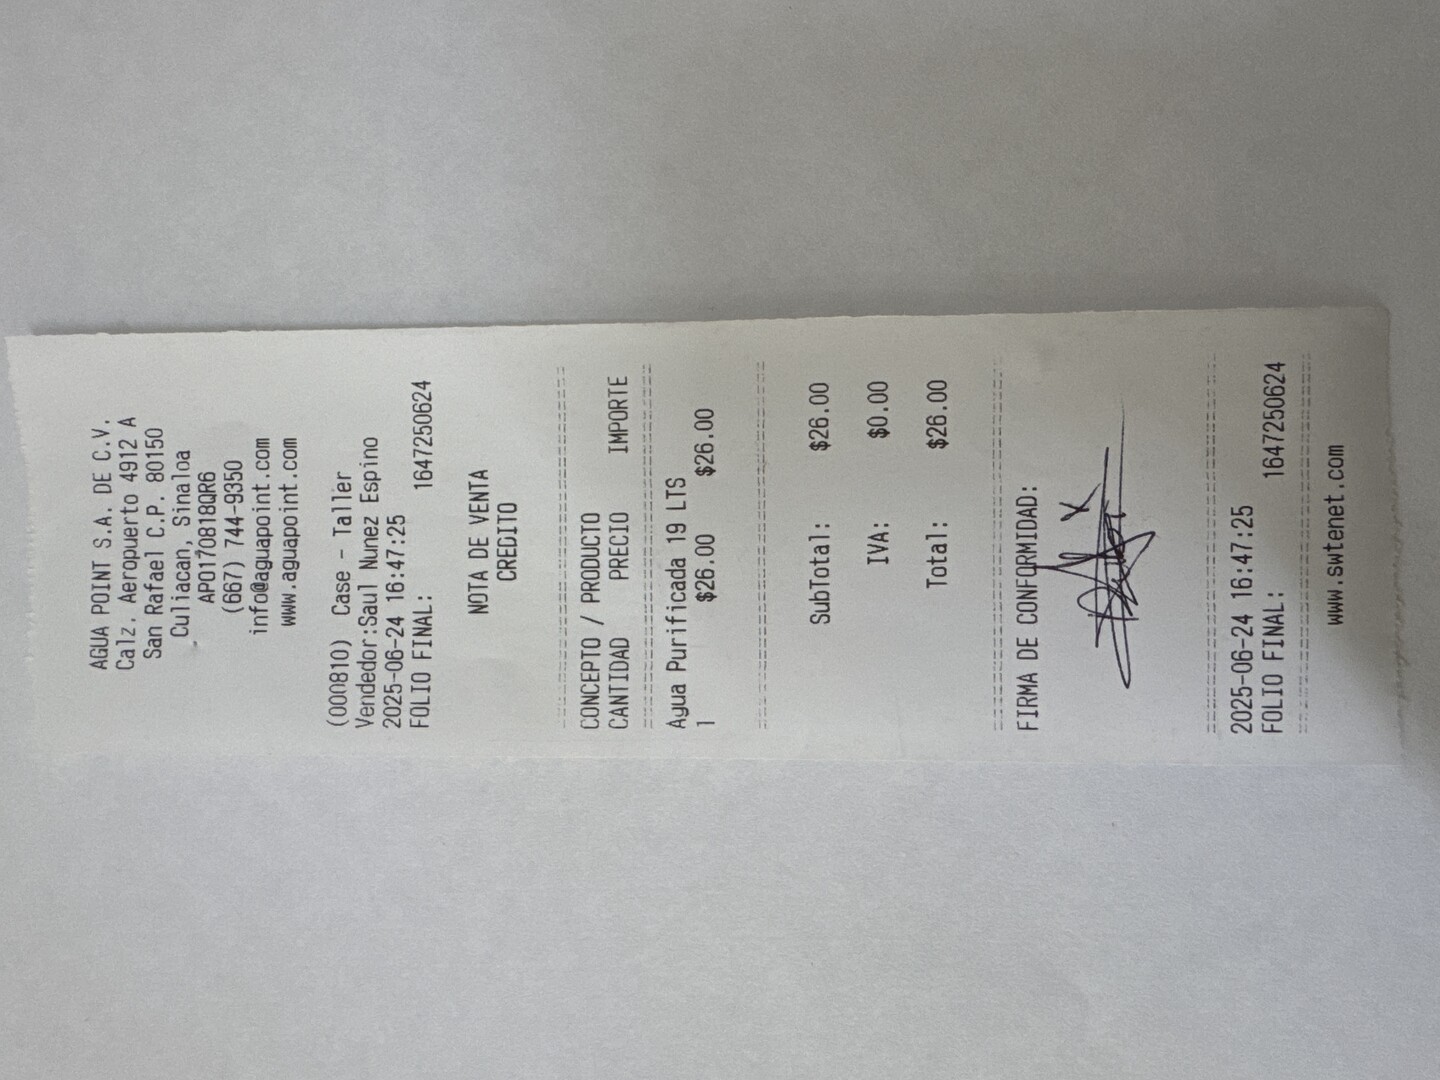 AGUA POINT S.A. DE C.V.
Calz. Aeropuerto 4912 A
San Rafael C.P. 80150
Culiacan, Sinaloa
APO170818QR6
(667) 744-9350
info@aguapoint.com
www.aguapoint.com
(000810) Case - Taller
Vendedor:Saul Nunez Espino
2025-06-24 16:47:25
FOLIO FINAL: 1647250624
NOTA DE VENTA
CREDITO
CONCEPTO / PRODUCTO
CANTIDAD PRECIO IMPORTE
Agua Purificada 19 LTS
1 $26.00 $26.00
SubTotal: $26.00
IVA: $0.00
Total: $26.00
FIRMA DE CONFORMIDAD:
2025-06-24 16:47:25
FOLIO FINAL: 1647250624
www.swtenet.com